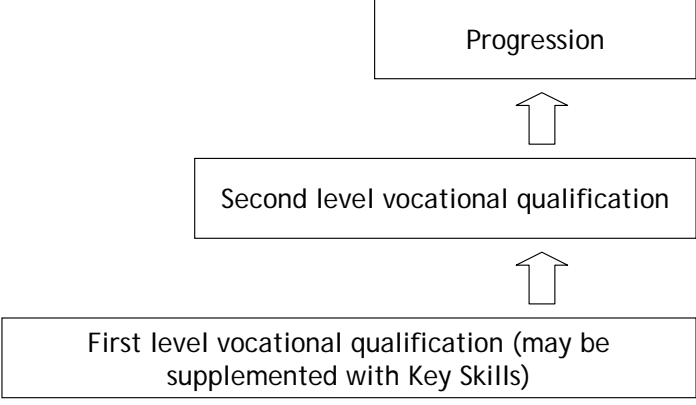 Progression
Second level vocational qualification
First level vocational qualification (may be
supplemented with Key Skills)